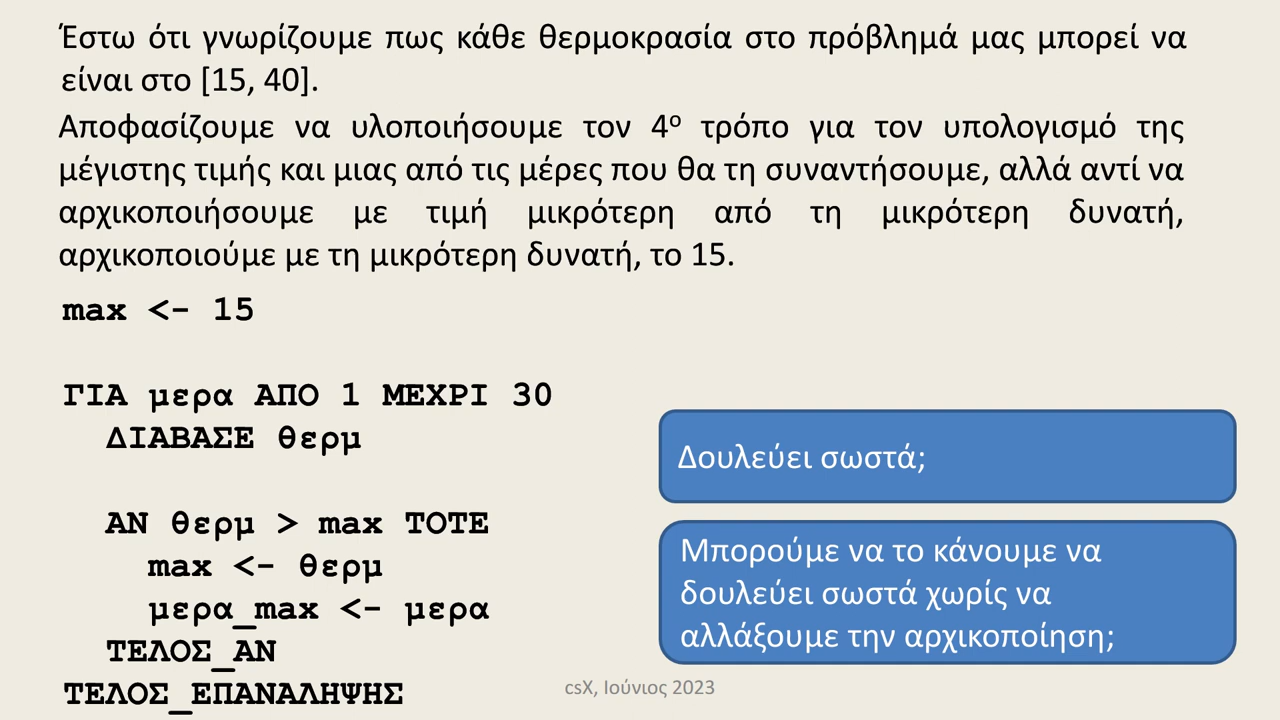 Έστω ότι γνωρίζουμε πως κάθε θερμοκρασία στο πρόβλημά μας μπορεί να
είναι στο [15, 40].
Αποφασίζουμε να υλοποιήσουμε τον 4ο τρόπο για τον υπολογισμό της
μέγιστης τιμής και μιας από τις μέρες που θα τη συναντήσουμε, αλλά αντί να
αρχικοποιήσουμε με τιμή μικρότερη από τη μικρότερη δυνατή,
αρχικοποιούμε με τη μικρότερη δυνατή, το 15.
max <- 15
ΓΙΑ μερα ΑΠΟ 1 ΜΕΧΡΙ 30
ΔΙΑΒΑΣΕ θερμ
ΑΝ θερμ > max ΤΟΤΕ
max <- θερμ
μερα_max <- μερα
ΤΕΛΟΣ_ΑΝ
ΤΕΛΟΣ_ΕΠΑΝΑΛΗΨΗΣ
Δουλεύει σωστά;
Μπορούμε να το κάνουμε να
δουλεύει σωστά χωρίς να
αλλάξουμε την αρχικοποίηση;
csX, Ιούνιος 2023